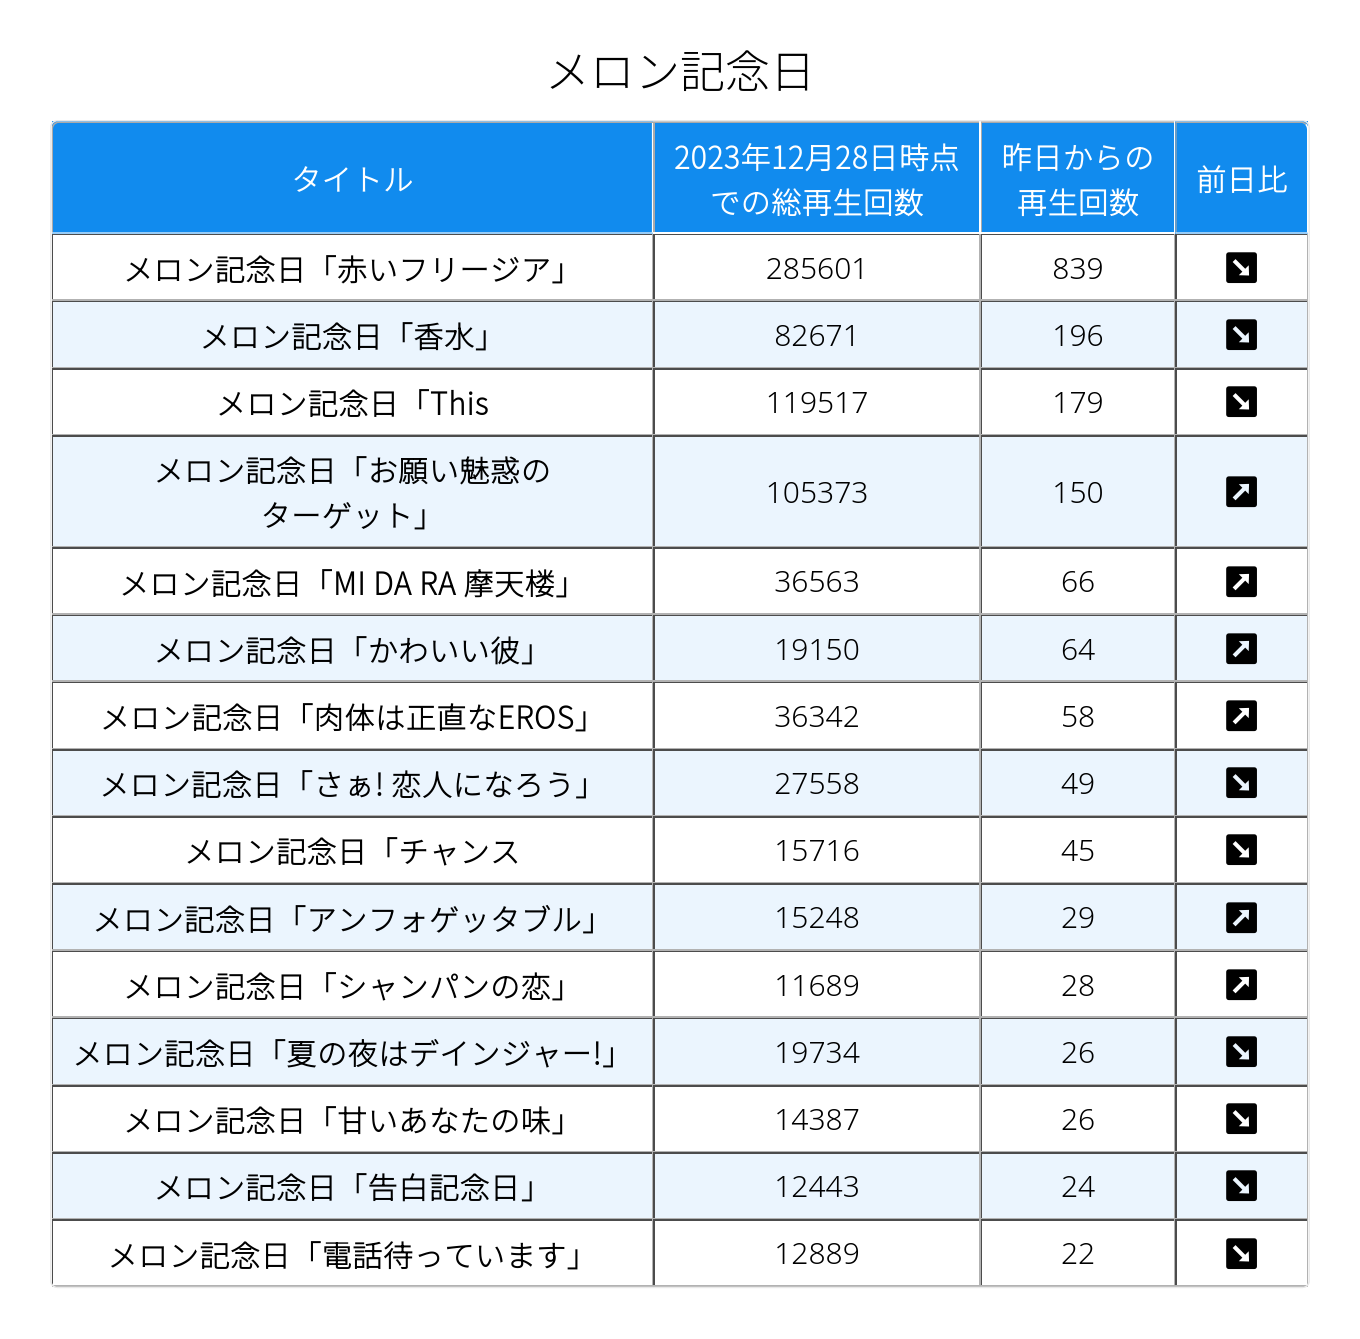 メロン記念日
タイトル
2023年12月28日時点
での総再生回数
昨日からの
再生回数
前日比
メロン記念日「赤いフリージア」 285601 839 ↘
メロン記念日「香水」 82671 196 ↘
メロン記念日「This 119517 179 ↘
メロン記念日「お願い魅惑の
ターゲット」 105373 150 ↗
メロン記念日「MI DA RA 摩天楼」 36563 66 ↗
メロン記念日「かわいい彼」 19150 64 ↗
メロン記念日「肉体は正直なEROS」 36342 58 ↗
メロン記念日「さぁ! 恋人になろう」 27558 49 ↘
メロン記念日「チャンス 15716 45 ↘
メロン記念日「アンフォゲッタブル」 15248 29 ↗
メロン記念日「シャンパンの恋」 11689 28 ↗
メロン記念日「夏の夜はデインジャー!」 19734 26 ↘
メロン記念日「甘いあなたの味」 14387 26 ↘
メロン記念日「告白記念日」 12443 24 ↘
メロン記念日「電話待っています」 12889 22 ↘